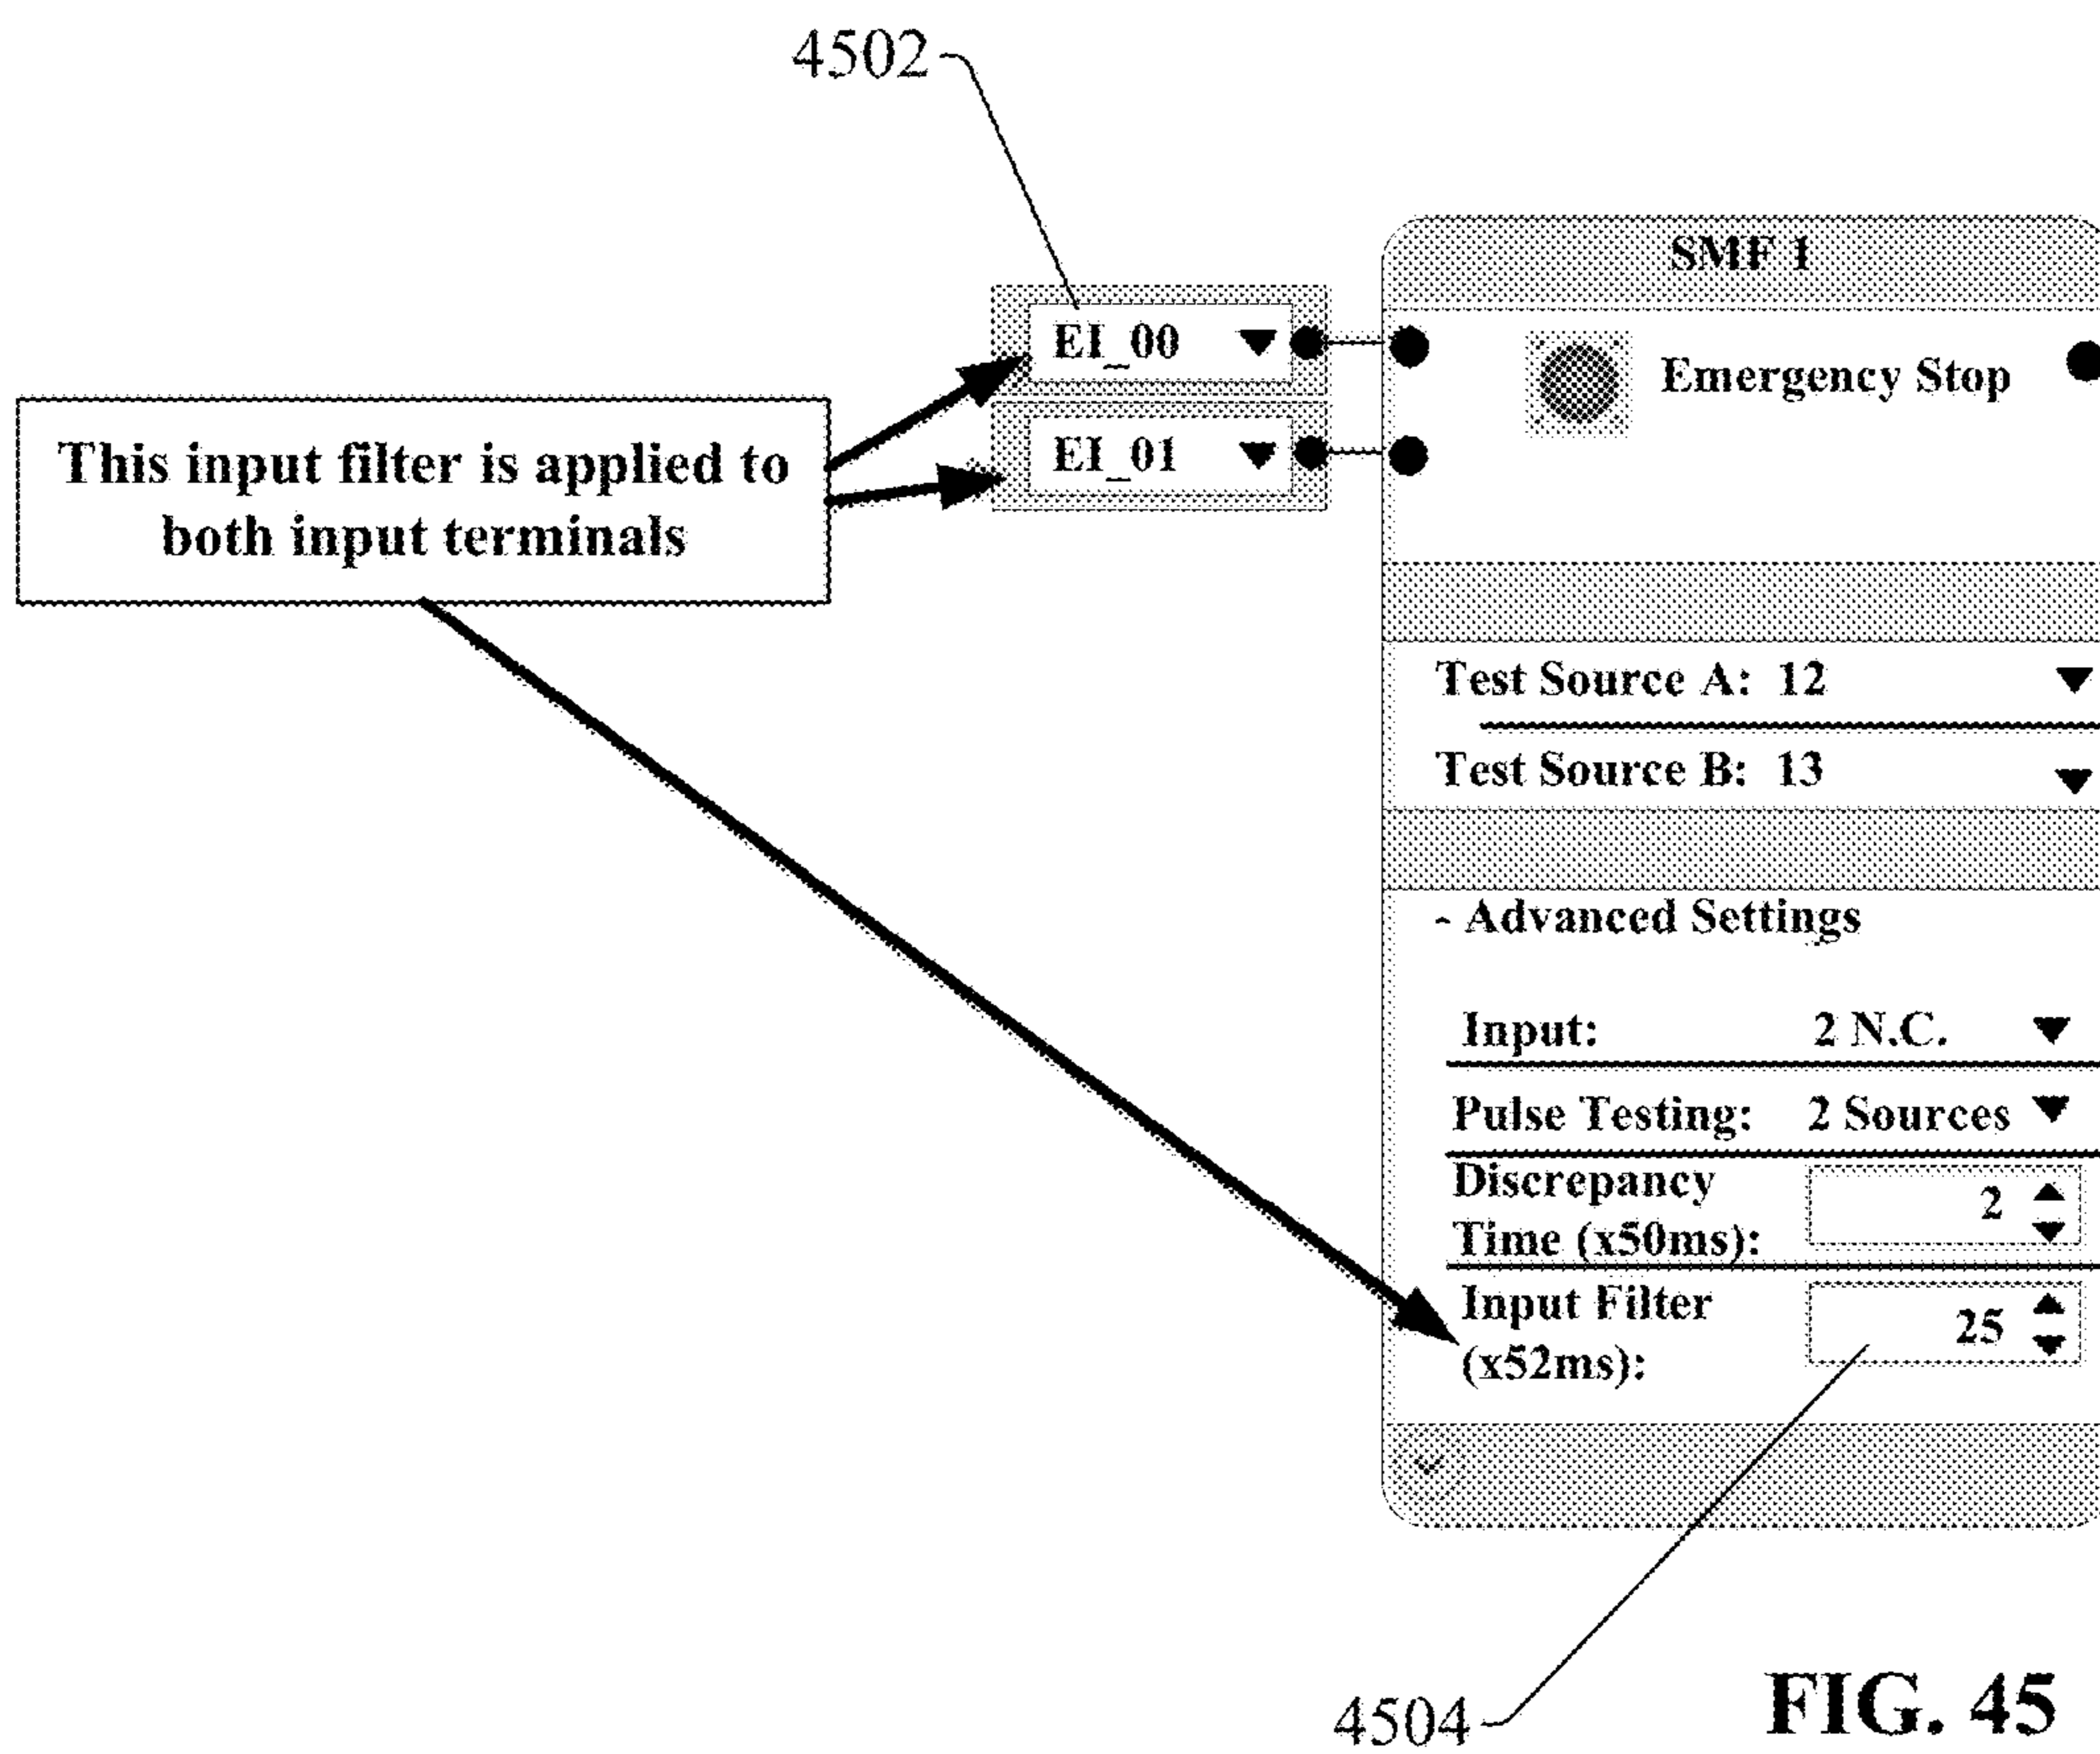 4502
SMF 1
EI_00
Emergency Stop
EI_01
This input filter is applied to
both input terminals
Test Source A: 12
Test Source B: 13
- Advanced Settings
Input: 2 N.C.
Pulse Testing: 2 Sources
Discrepancy
Time (x50ms): 2
Input Filter
(x52ms): 25
4504
FIG. 45